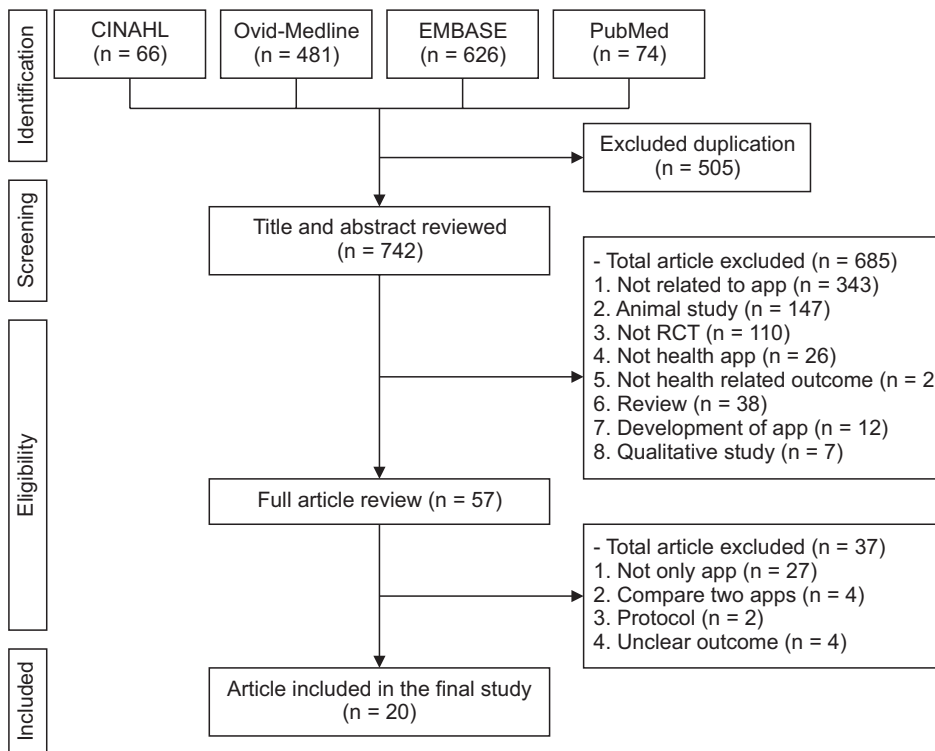 Identification
CINAHL
(n = 66)
Ovid-Medline
(n = 481)
EMBASE
(n = 626)
PubMed
(n = 74)
Excluded duplication
(n = 505)
Screening
Title and abstract reviewed
(n = 742)
- Total article excluded (n = 685)
1. Not related to app (n = 343)
2. Animal study (n = 147)
3. Not RCT (n = 110)
4. Not health app (n = 26)
5. Not health related outcome (n = 2
6. Review (n = 38)
7. Development of app (n = 12)
8. Qualitative study (n = 7)
Eligibility
Full article review (n = 57)
- Total article excluded (n = 37)
1. Not only app (n = 27)
2. Compare two apps (n = 4)
3. Protocol (n = 2)
4. Unclear outcome (n = 4)
Included
Article included in the final study
(n = 20)